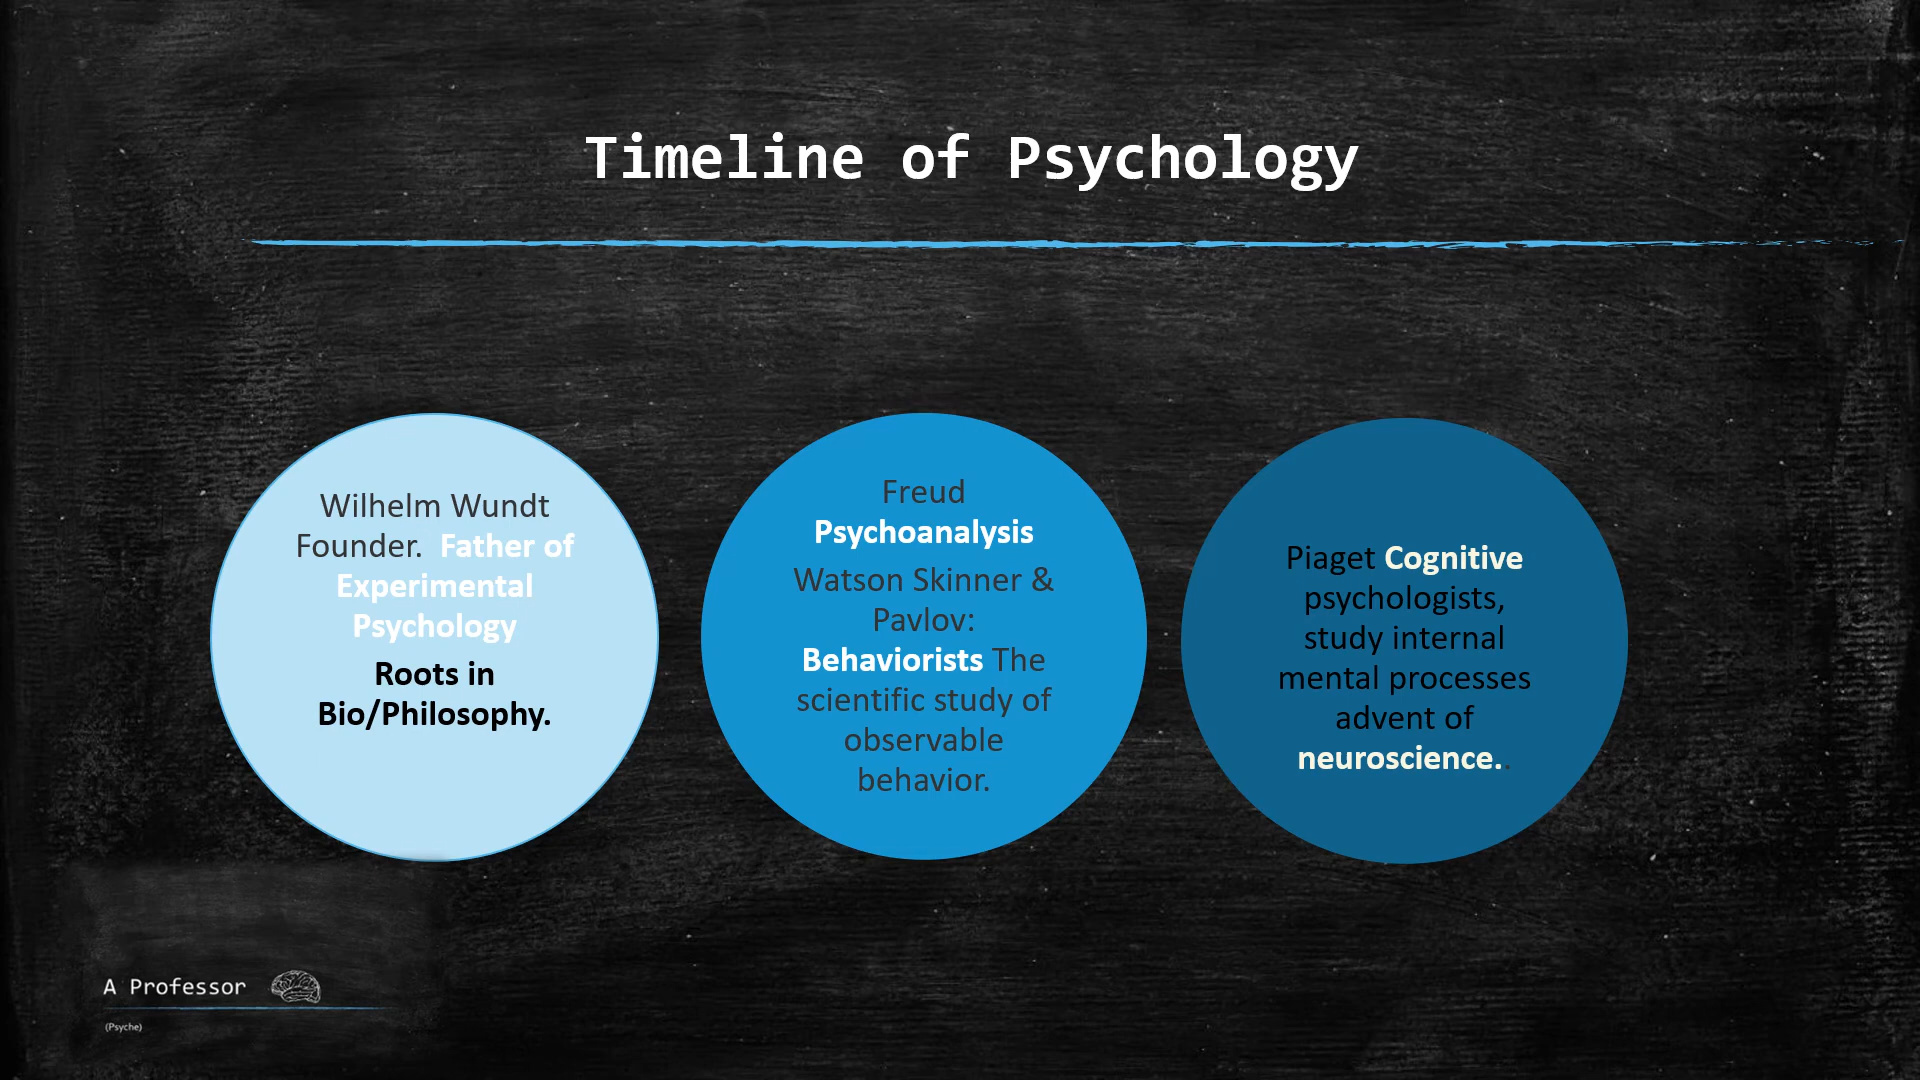 Timeline of Psychology
Wilhelm Wundt
Founder.  Father of
Experimental
Psychology
Roots in
Bio/Philosophy.
Freud
Psychoanalysis
Watson Skinner &
Pavlov:
Behaviorists The
scientific study of
observable
behavior.
Piaget Cognitive
psychologists,
study internal
mental processes
advent of
neuroscience..
A Professor
(Psyche)